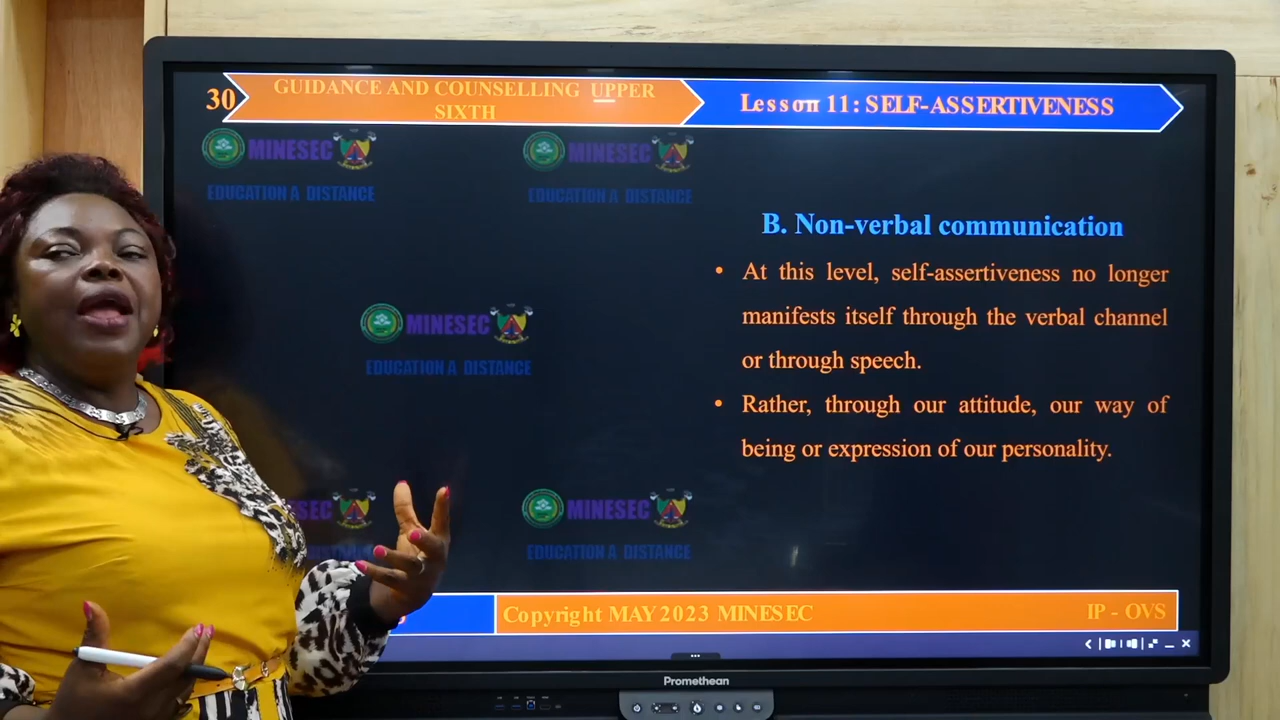 30
GUIDANCE AND COUNSELLING UPPER
SIXTH
Lesson 11: SELF-ASSERTIVENESS
MINESEC
EDUCATION A DISTANCE
MINESEC
EDUCATION A DISTANCE
B. Non-verbal communication
• At this level, self-assertiveness no longer
manifests itself through the verbal channel
or through speech.
MINESEC
EDUCATION A DISTANCE
• Rather, through our attitude, our way of
being or expression of our personality.
MINESEC
EDUCATION A DISTANCE
Copyright MAY 2023 MINESEC
IP - OVS
Promethean